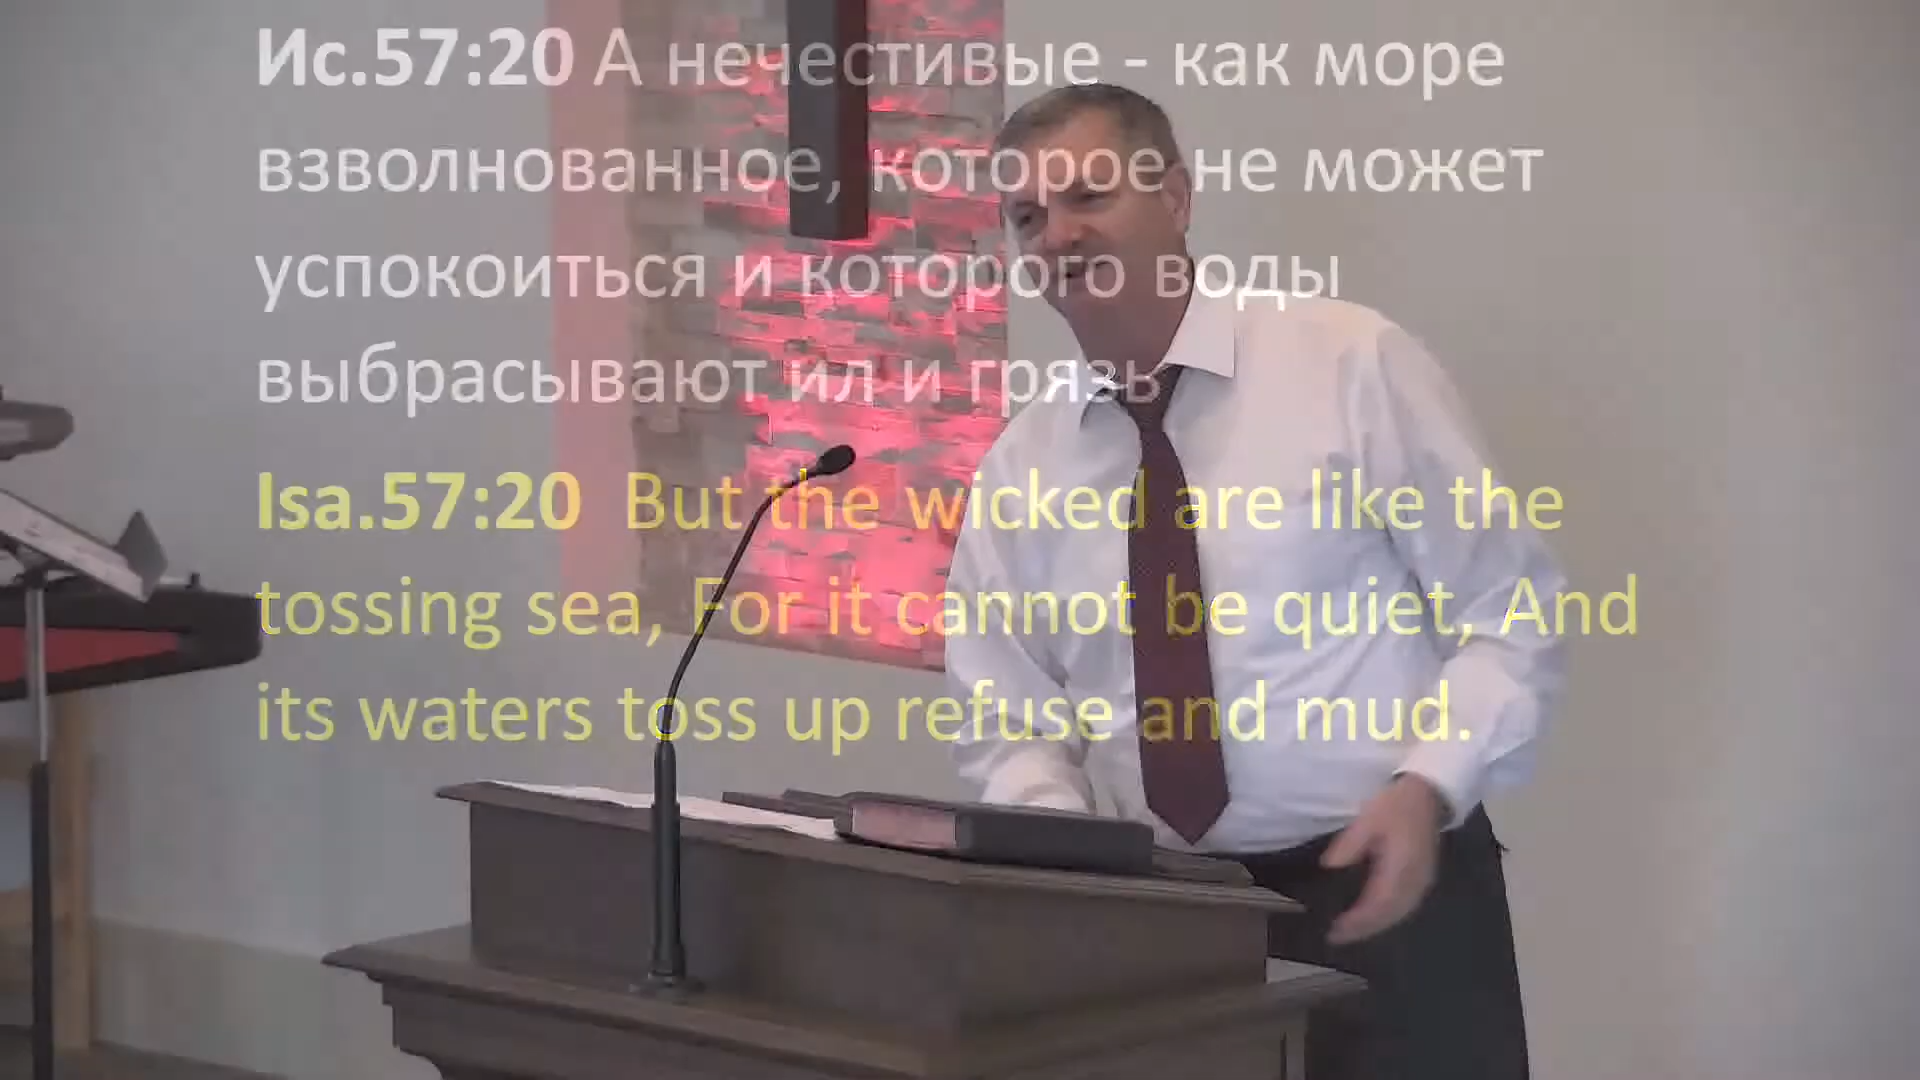 Ис.57:20 А нечестивые - как море
взволнованное, которое не может
успокоиться и которого воды
выбрасывают ил и грязь
Isa.57:20 But the wicked are like the
tossing sea, For it cannot be quiet, And
its waters toss up refuse and mud.